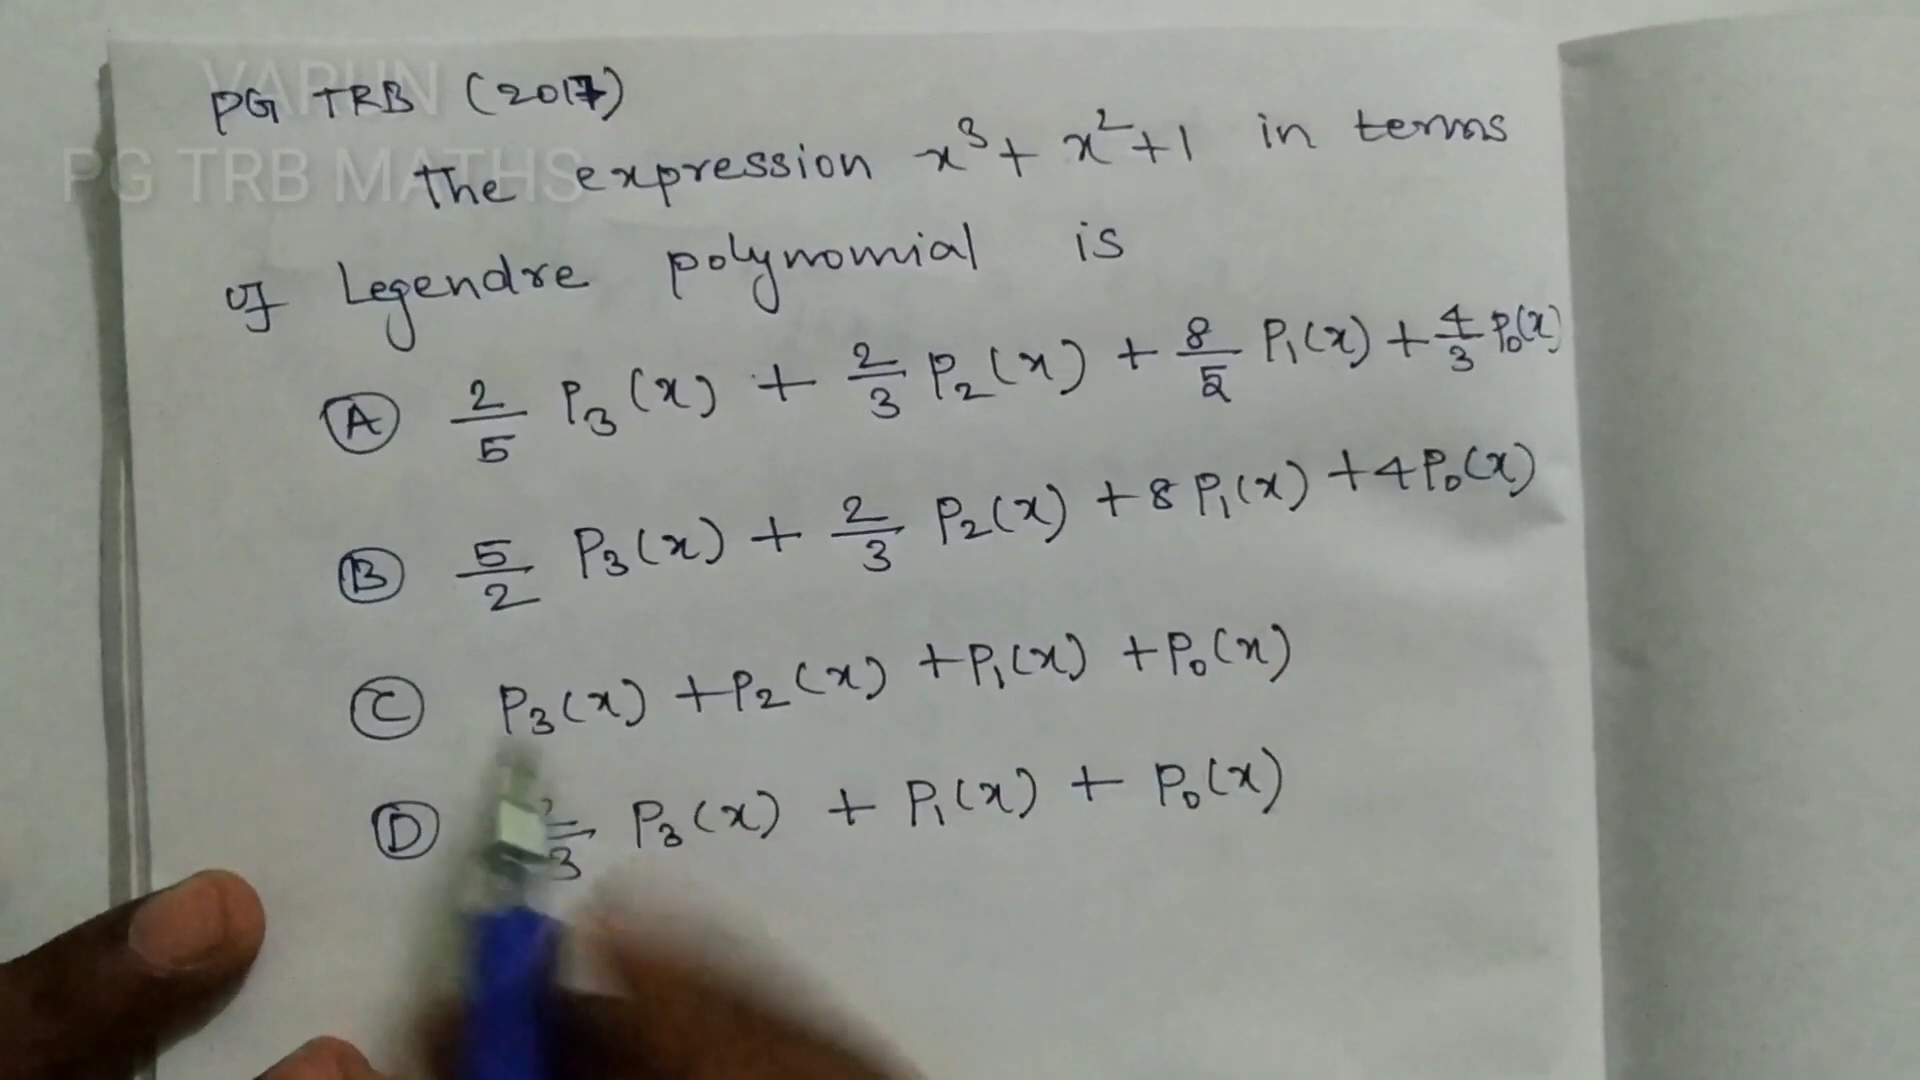 VARUN
PG TRB MATHS
PG TRB (2017)
The expression x³ + x² + 1 in terms
of Legendre polynomial is
(A) 2/5 P₃(x) + 2/3 P₂(x) + 8/5 P₁(x) + 4/3 P₀(x)
(B) 5/2 P₃(x) + 2/3 P₂(x) + 8 P₁(x) + 4P₀(x)
(C) P₃(x) + P₂(x) + P₁(x) + P₀(x)
(D) /3 P₃(x) + P₁(x) + P₀(x)